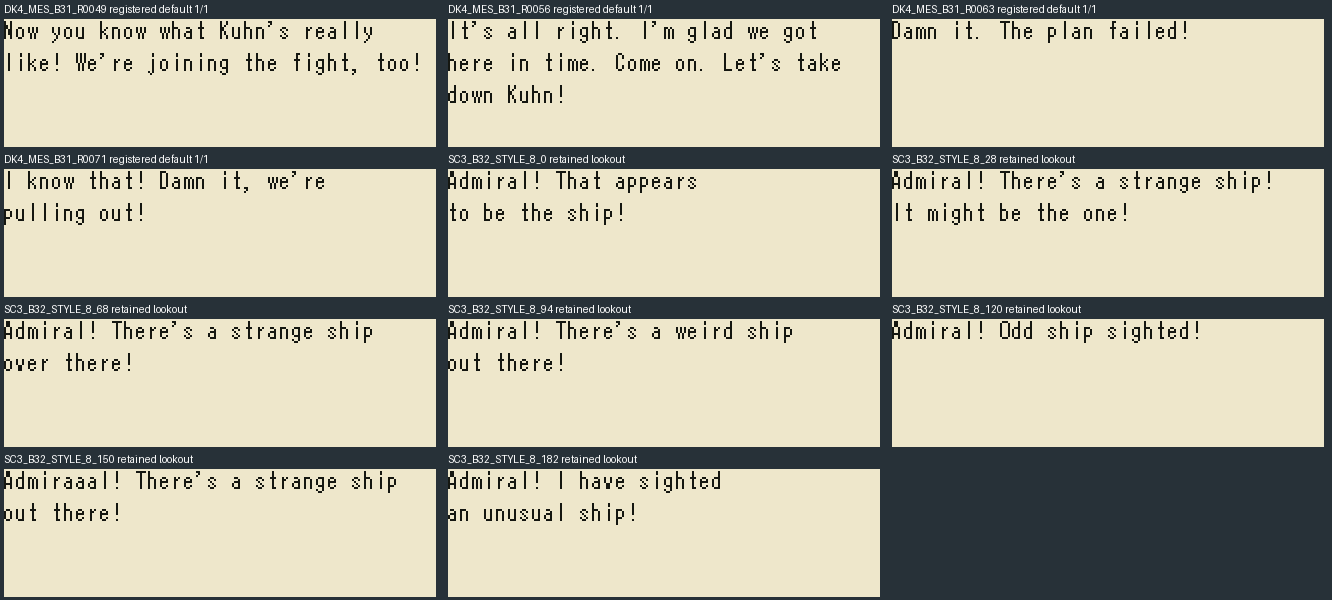 DK4_MES_B31_R0049 registered default 1/1
Now you know what Kuhn's really
like! We're joining the fight, too!
DK4_MES_B31_R0056 registered default 1/1
It's all right. I'm glad we got
here in time. Come on. Let's take
down Kuhn!
DK4_MES_B31_R0063 registered default 1/1
Damn it. The plan failed!
DK4_MES_B31_R0071 registered default 1/1
I know that! Damn it, we're
pulling out!
SC3_B32_STYLE_8_0 retained lookout
Admiral! That appears
to be the ship!
SC3_B32_STYLE_8_28 retained lookout
Admiral! There's a strange ship!
It might be the one!
SC3_B32_STYLE_8_68 retained lookout
Admiral! There's a strange ship
over there!
SC3_B32_STYLE_8_94 retained lookout
Admiral! There's a weird ship
out there!
SC3_B32_STYLE_8_120 retained lookout
Admiral! Odd ship sighted!
SC3_B32_STYLE_8_150 retained lookout
Admiraaal! There's a strange ship
out there!
SC3_B32_STYLE_8_182 retained lookout
Admiral! I have sighted
an unusual ship!